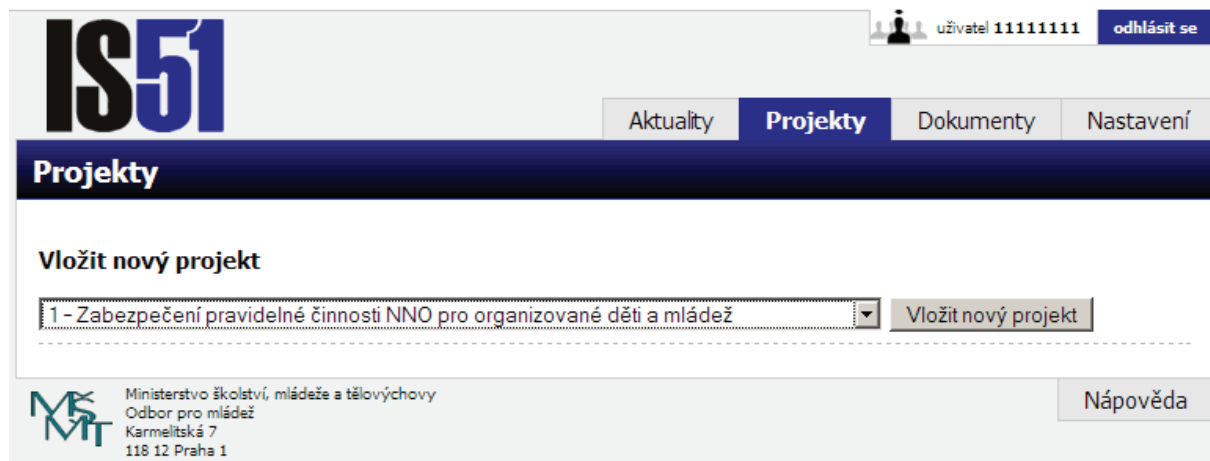 IS51
uživatel 11111111
odhlásit se
Aktuality
Projekty
Dokumenty
Nastavení
Projekty
Vložit nový projekt
1 - Zabezpečení pravidelné činnosti NNO pro organizované děti a mládež
Vložit nový projekt
MŠMT
Ministerstvo školství, mládeže a tělovýchovy
Odbor pro mládež
Karmelitská 7
118 12 Praha 1
Nápověda